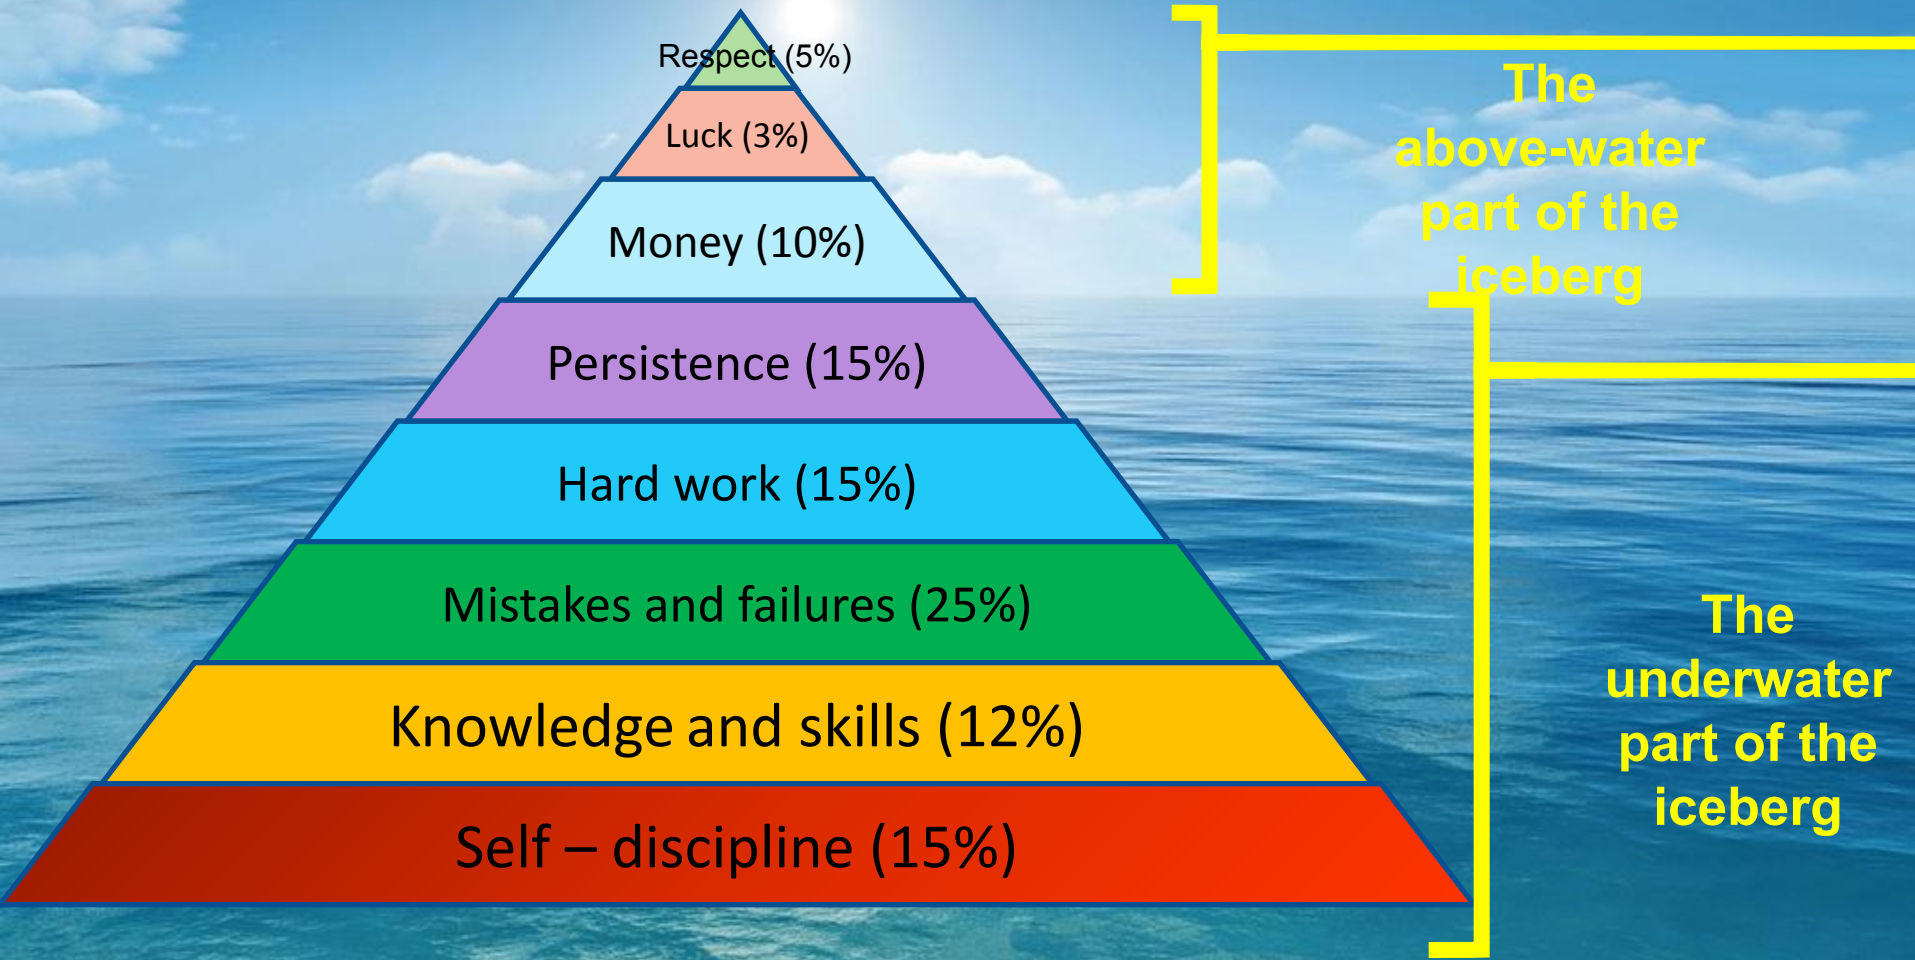 Respect (5%)
Luck (3%)
Money (10%)
Persistence (15%)
Hard work (15%)
Mistakes and failures (25%)
Knowledge and skills (12%)
Self – discipline (15%)
The
above-water
part of the
iceberg
The
underwater
part of the
iceberg